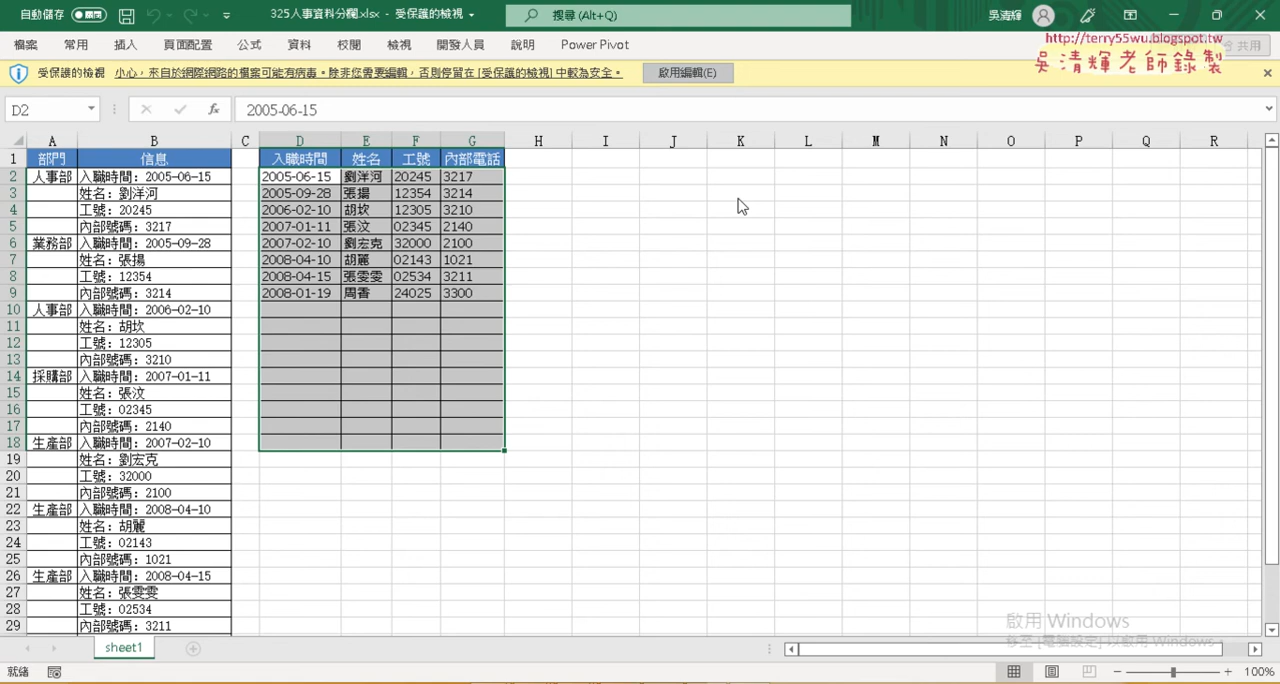 自動儲存 325人事資料分欄.xlsx - 受保護的檢視 搜尋 (Alt+Q) 吳清輝
檔案 常用 插入 頁面配置 公式 資料 校閱 檢視 開發人員 說明 Power Pivot 共用
http://terry55wu.blogspot.tw
吳清輝老師錄製
受保護的檢視 小心，來自於網際網路的檔案可能有病毒。除非您需要編輯，否則停留在 [受保護的檢視] 中較為安全。 啟用編輯(E)
D2 fx 2005-06-15
A B C D E F G H I J K L M N O P Q R
1 部門 信息 入職時間 姓名 工號 內部電話
2 人事部 入職時間：2005-06-15 2005-06-15 劉洋河 20245 3217
3 姓名：劉洋河 2005-09-28 張揚 12354 3214
4 工號：20245 2006-02-10 胡坎 12305 3210
5 內部號碼：3217 2007-01-11 張汶 02345 2140
6 業務部 入職時間：2005-09-28 2007-02-10 劉宏克 32000 2100
7 姓名：張揚 2008-04-10 胡麗 02143 1021
8 工號：12354 2008-04-15 張雯雯 02534 3211
9 內部號碼：3214 2008-01-19 周香 24025 3300
10 人事部 入職時間：2006-02-10
11 姓名：胡坎
12 工號：12305
13 內部號碼：3210
14 採購部 入職時間：2007-01-11
15 姓名：張汶
16 工號：02345
17 內部號碼：2140
18 生產部 入職時間：2007-02-10
19 姓名：劉宏克
20 工號：32000
21 內部號碼：2100
22 生產部 入職時間：2008-04-10
23 姓名：胡麗
24 工號：02143
25 內部號碼：1021
26 生產部 入職時間：2008-04-15
27 姓名：張雯雯
28 工號：02534
29 內部號碼：3211
啟用 Windows
移至 [電腦設定] 以啟用 Windows。
sheet1
就緒 100%